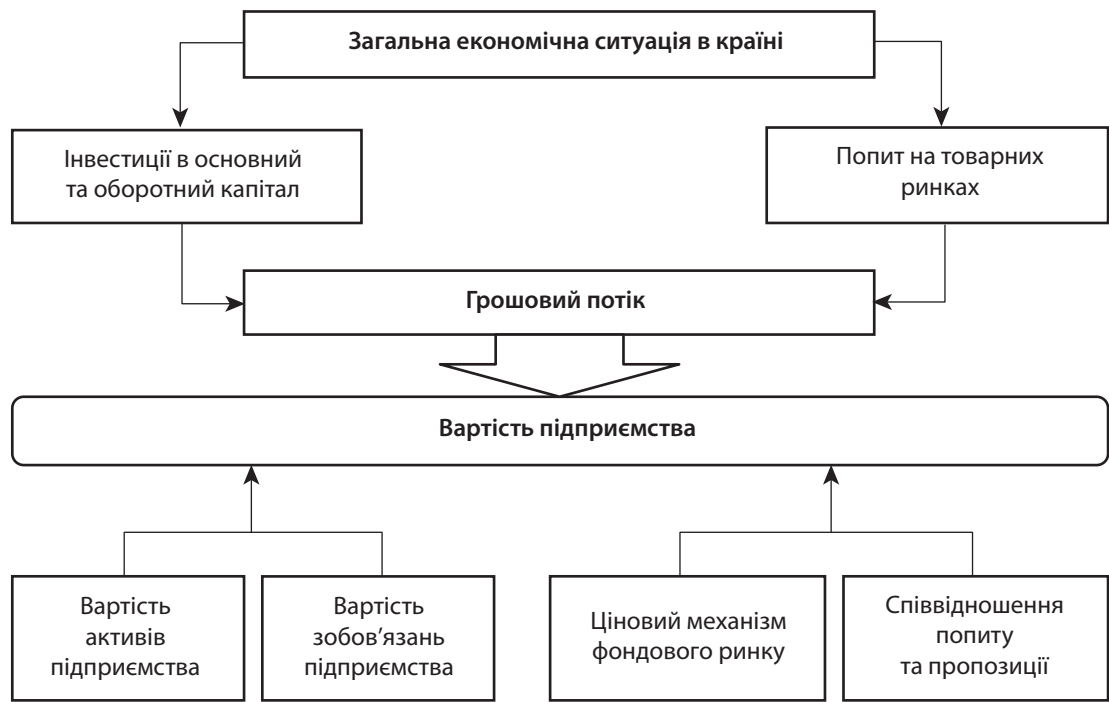 Загальна економічна ситуація в країні
Інвестиції в основний
та оборотний капітал
Попит на товарних
ринках
Грошовий потік
Вартість підприємства
Вартість
активів
підприємства
Вартість
зобов’язань
підприємства
Ціновий механізм
фондового ринку
Співвідношення
попиту
та пропозиції